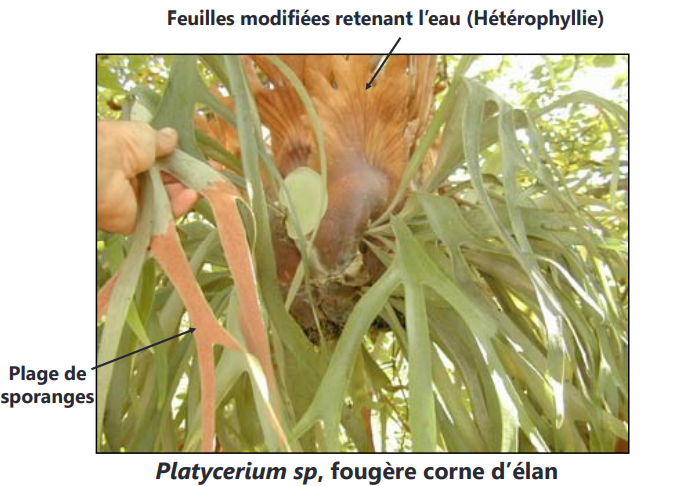 Feuilles modifiées retenant l'eau (Hétérophyllie)
Plage de
sporanges
Platycerium sp, fougère corne d'élan